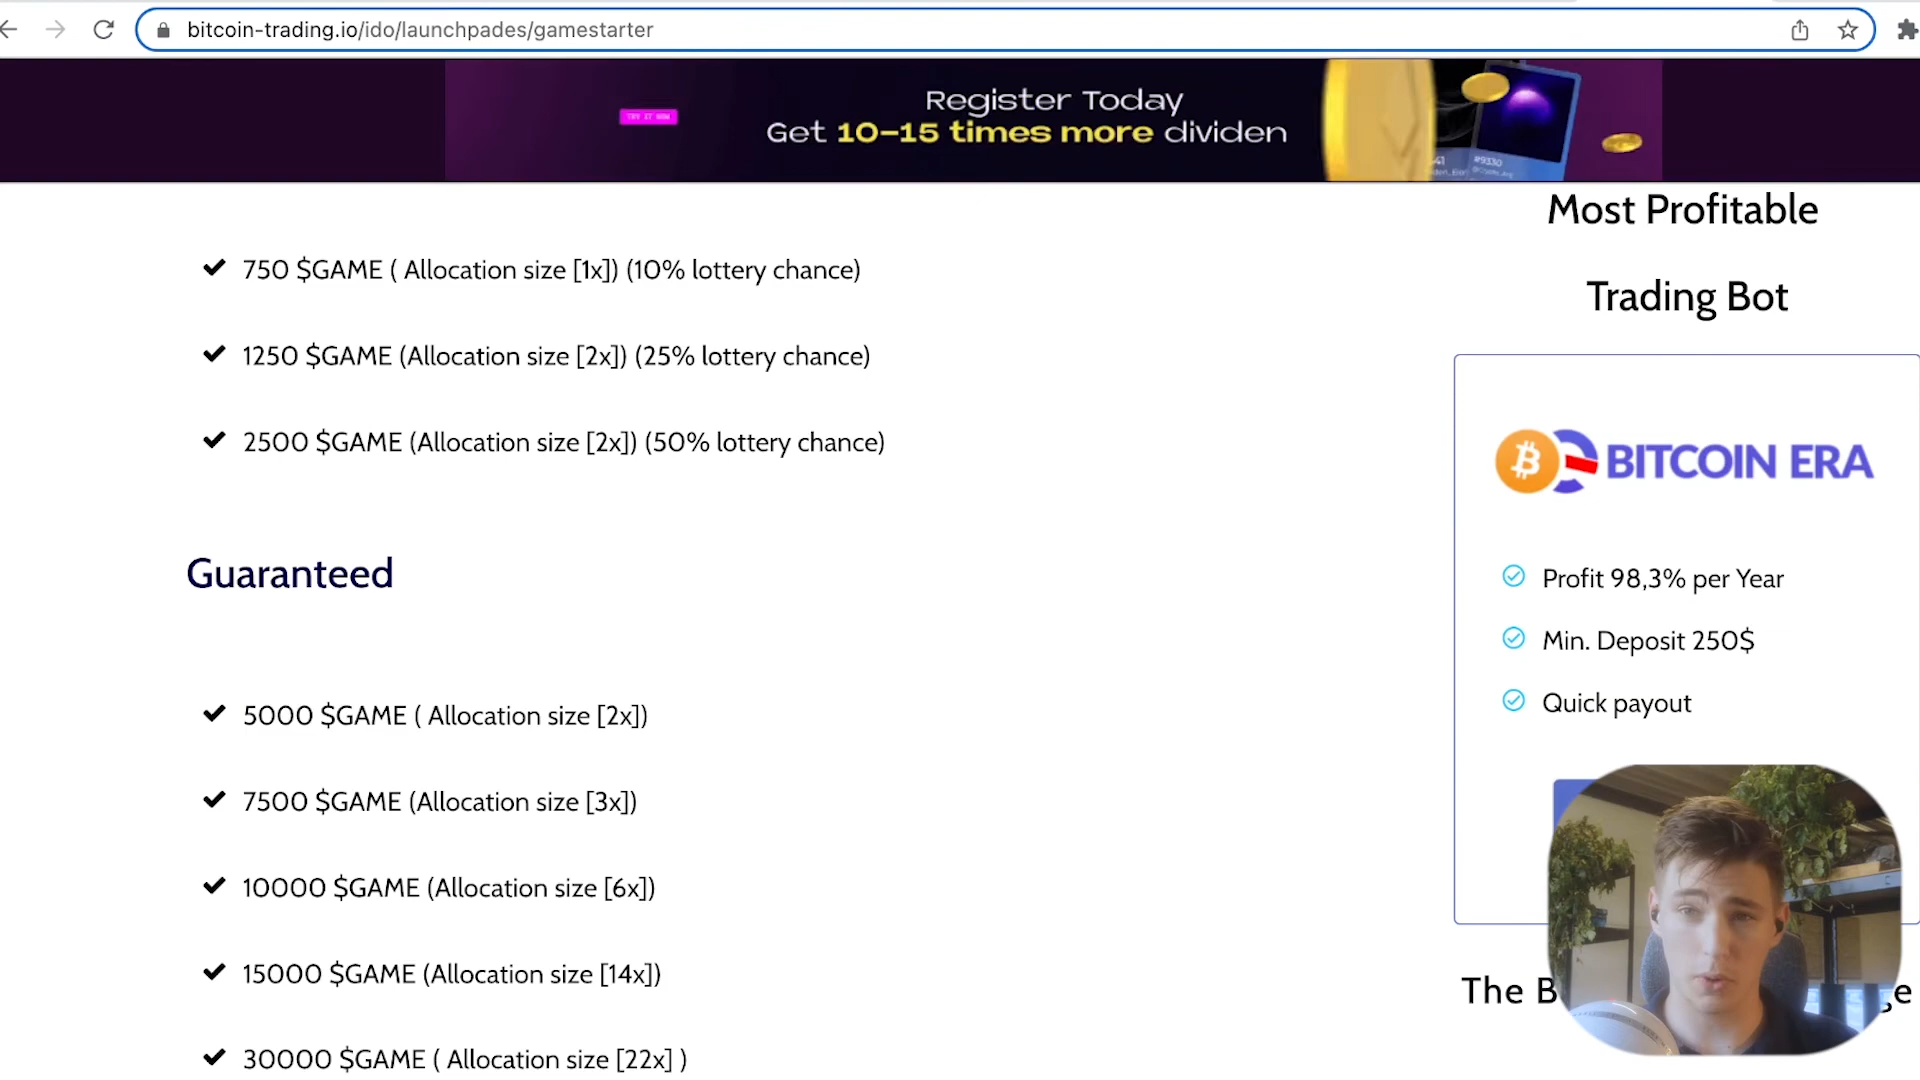 bitcoin-trading.io/ido/launchpades/gamestarter
TRY IT NOW
Register Today
Get 10-15 times more dividen
#9330
Most Profitable
Trading Bot
750 $GAME ( Allocation size [1x]) (10% lottery chance)
1250 $GAME (Allocation size [2x]) (25% lottery chance)
2500 $GAME (Allocation size [2x]) (50% lottery chance)
BITCOIN ERA
Profit 98,3% per Year
Min. Deposit 250$
Quick payout
Guaranteed
5000 $GAME ( Allocation size [2x])
7500 $GAME (Allocation size [3x])
10000 $GAME (Allocation size [6x])
15000 $GAME (Allocation size [14x])
30000 $GAME ( Allocation size [22x] )
The B